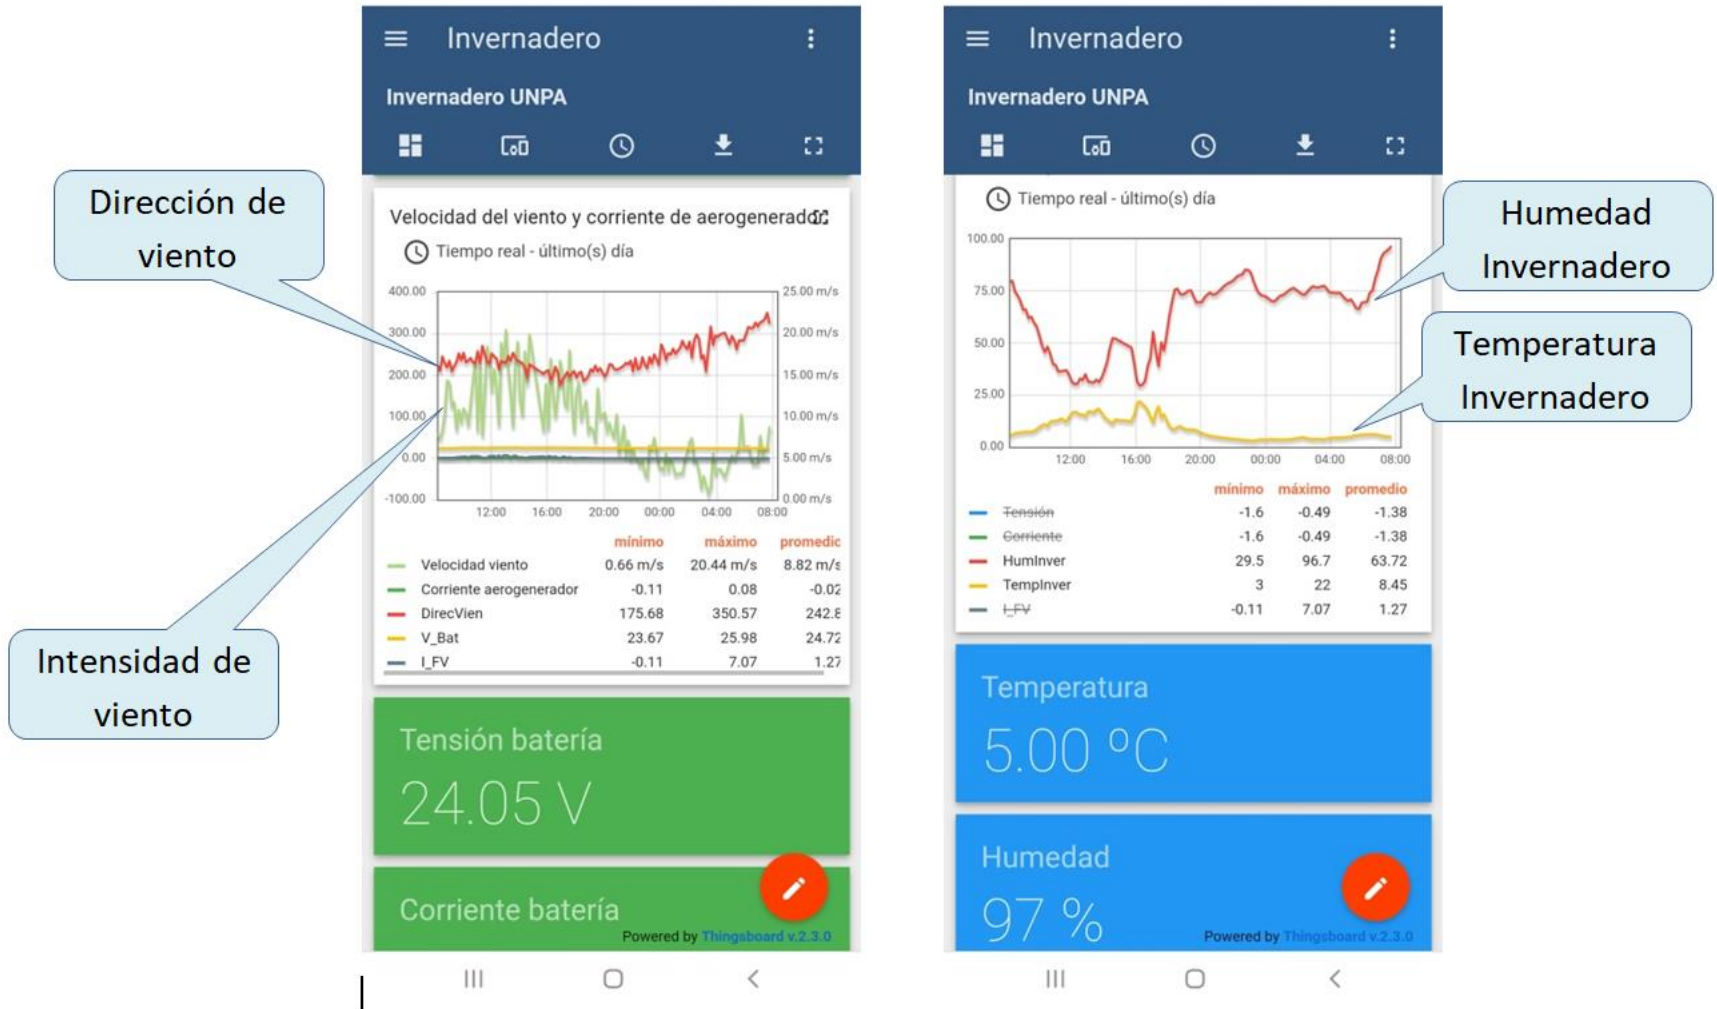 Invernadero
Invernadero UNPA
Velocidad del viento y corriente de aerogenerador
Tiempo real - último(s) día
400.00
300.00
200.00
100.00
0.00
-100.00
25.00 m/s
20.00 m/s
15.00 m/s
10.00 m/s
5.00 m/s
0.00 m/s
12:00 16:00 20:00 00:00 04:00 08:00
mínimo máximo promedio
Velocidad viento 0.66 m/s 20.44 m/s 8.82 m/s
Corriente aerogenerador -0.11 0.08 -0.02
DirecVien 175.68 350.57 242.8
V_Bat 23.67 25.98 24.72
I_FV -0.11 7.07 1.27
Tensión batería
24.05 V
Corriente batería
Powered by Thingsboard v.2.3.0
Dirección de
viento
Intensidad de
viento
Invernadero
Invernadero UNPA
Tiempo real - último(s) día
100.00
75.00
50.00
25.00
0.00
12:00 16:00 20:00 00:00 04:00 08:00
mínimo máximo promedio
Tensión -1.6 -0.49 -1.38
Corriente -1.6 -0.49 -1.38
HumInver 29.5 96.7 63.72
TempInver 3 22 8.45
I_FV -0.11 7.07 1.27
Temperatura
5.00 ºC
Humedad
97 %
Powered by Thingsboard v.2.3.0
Humedad
Invernadero
Temperatura
Invernadero